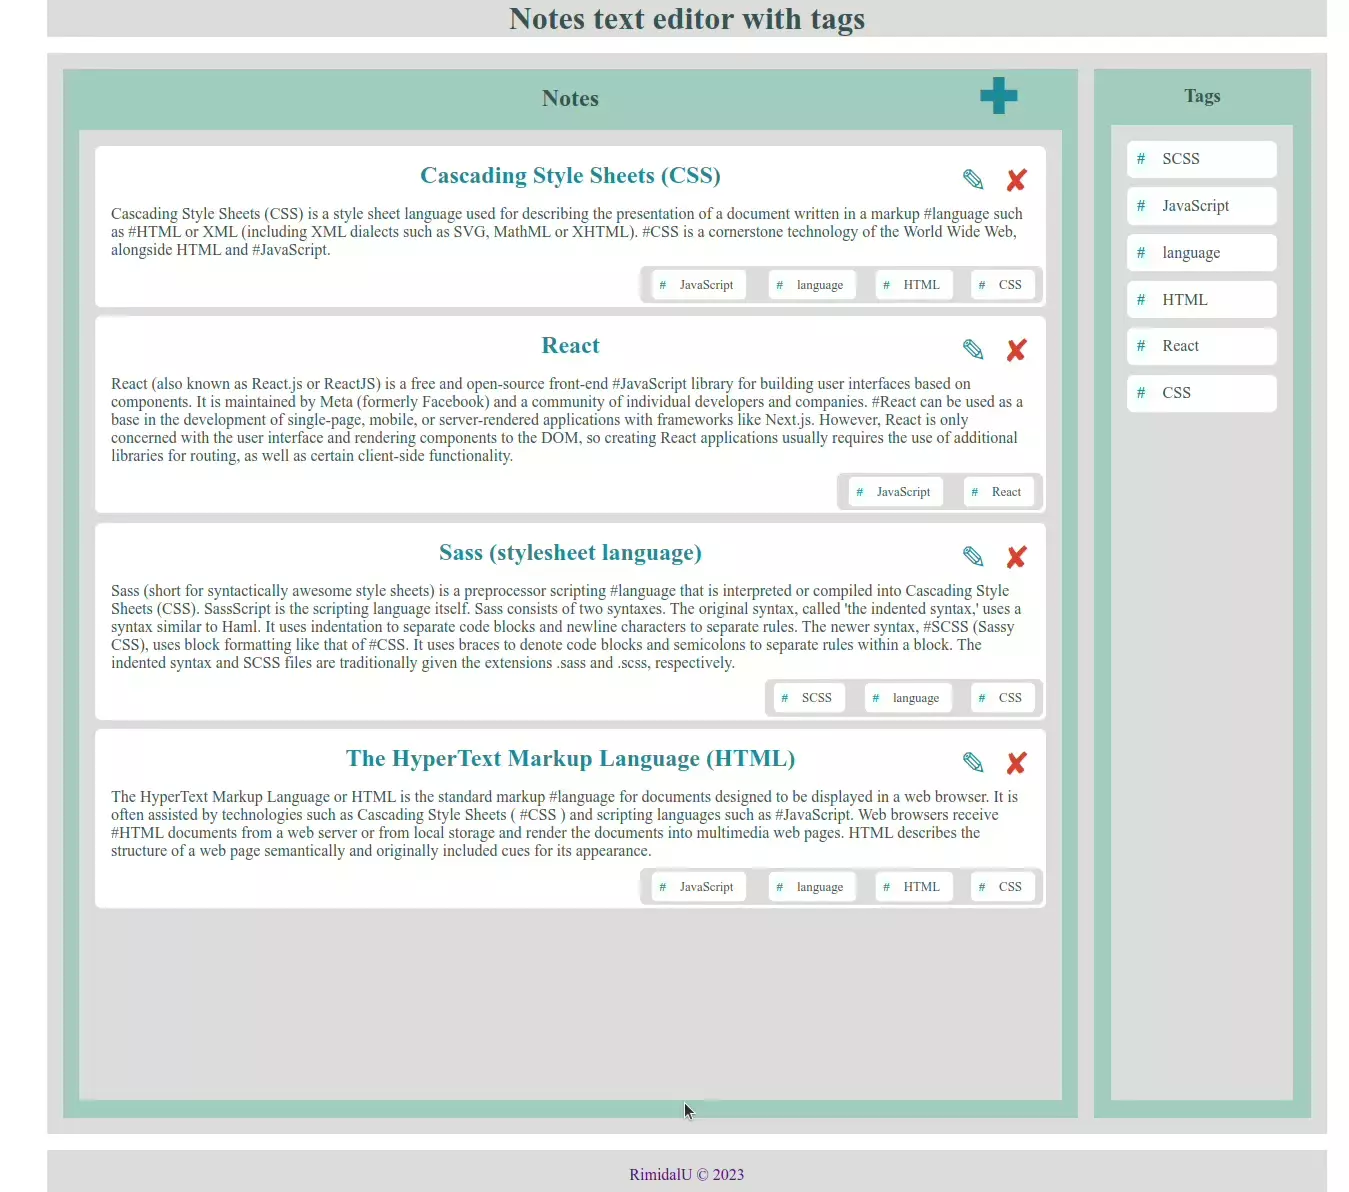 Notes text editor with tags
Notes
Cascading Style Sheets (CSS)
Cascading Style Sheets (CSS) is a style sheet language used for describing the presentation of a document written in a markup #language such
as #HTML or XML (including XML dialects such as SVG, MathML or XHTML). #CSS is a cornerstone technology of the World Wide Web,
alongside HTML and #JavaScript.
# JavaScript # language # HTML # CSS
React
React (also known as React.js or ReactJS) is a free and open-source front-end #JavaScript library for building user interfaces based on
components. It is maintained by Meta (formerly Facebook) and a community of individual developers and companies. #React can be used as a
base in the development of single-page, mobile, or server-rendered applications with frameworks like Next.js. However, React is only
concerned with the user interface and rendering components to the DOM, so creating React applications usually requires the use of additional
libraries for routing, as well as certain client-side functionality.
# JavaScript # React
Sass (stylesheet language)
Sass (short for syntactically awesome style sheets) is a preprocessor scripting #language that is interpreted or compiled into Cascading Style
Sheets (CSS). SassScript is the scripting language itself. Sass consists of two syntaxes. The original syntax, called 'the indented syntax,' uses a
syntax similar to Haml. It uses indentation to separate code blocks and newline characters to separate rules. The newer syntax, #SCSS (Sassy
CSS), uses block formatting like that of #CSS. It uses braces to denote code blocks and semicolons to separate rules within a block. The
indented syntax and SCSS files are traditionally given the extensions .sass and .scss, respectively.
# SCSS # language # CSS
The HyperText Markup Language (HTML)
The HyperText Markup Language or HTML is the standard markup #language for documents designed to be displayed in a web browser. It is
often assisted by technologies such as Cascading Style Sheets ( #CSS ) and scripting languages such as #JavaScript. Web browsers receive
#HTML documents from a web server or from local storage and render the documents into multimedia web pages. HTML describes the
structure of a web page semantically and originally included cues for its appearance.
# JavaScript # language # HTML # CSS
Tags
# SCSS
# JavaScript
# language
# HTML
# React
# CSS
RimidalU © 2023